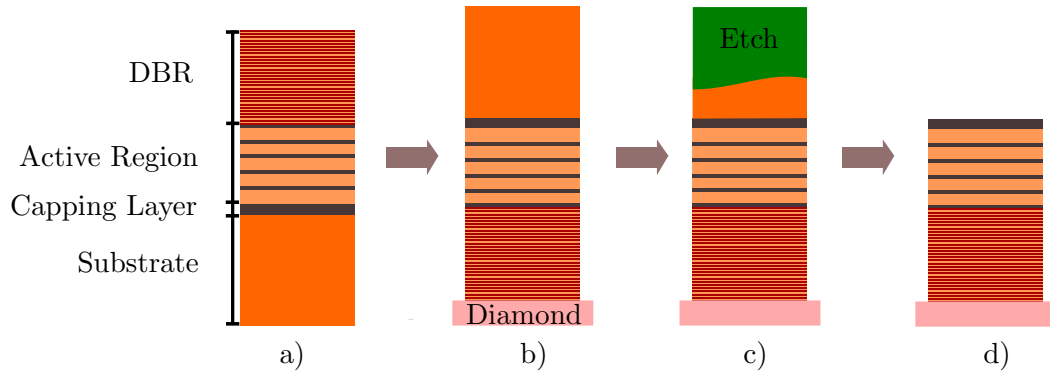 DBR
Active Region
Capping Layer
Substrate
Diamond
Etch
a)
b)
c)
d)